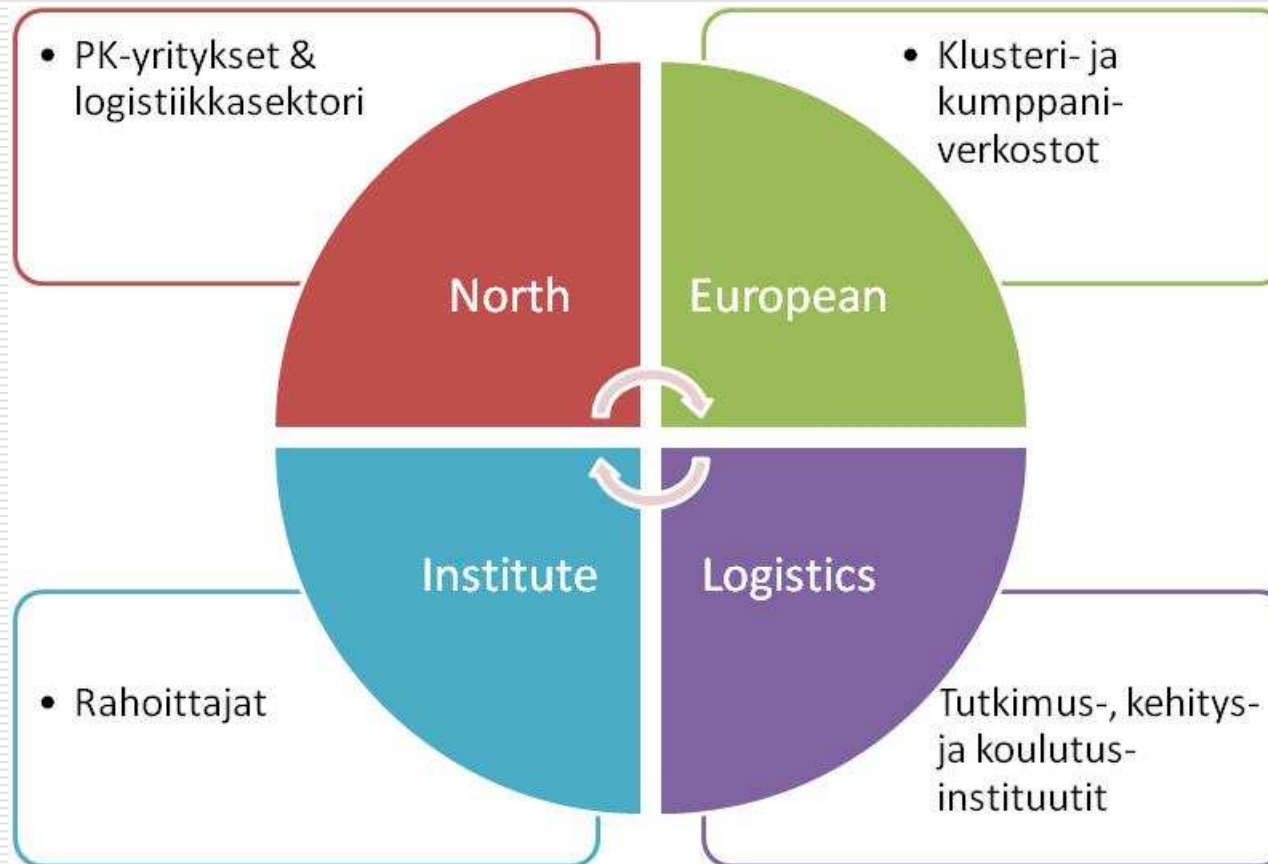 • PK-yritykset &
logistiikkasektori
• Klusteri- ja
kumppani-
verkostot
North
European
Institute
Logistics
• Rahoittajat
Tutkimus-, kehitys-
ja koulutus-
instituutit